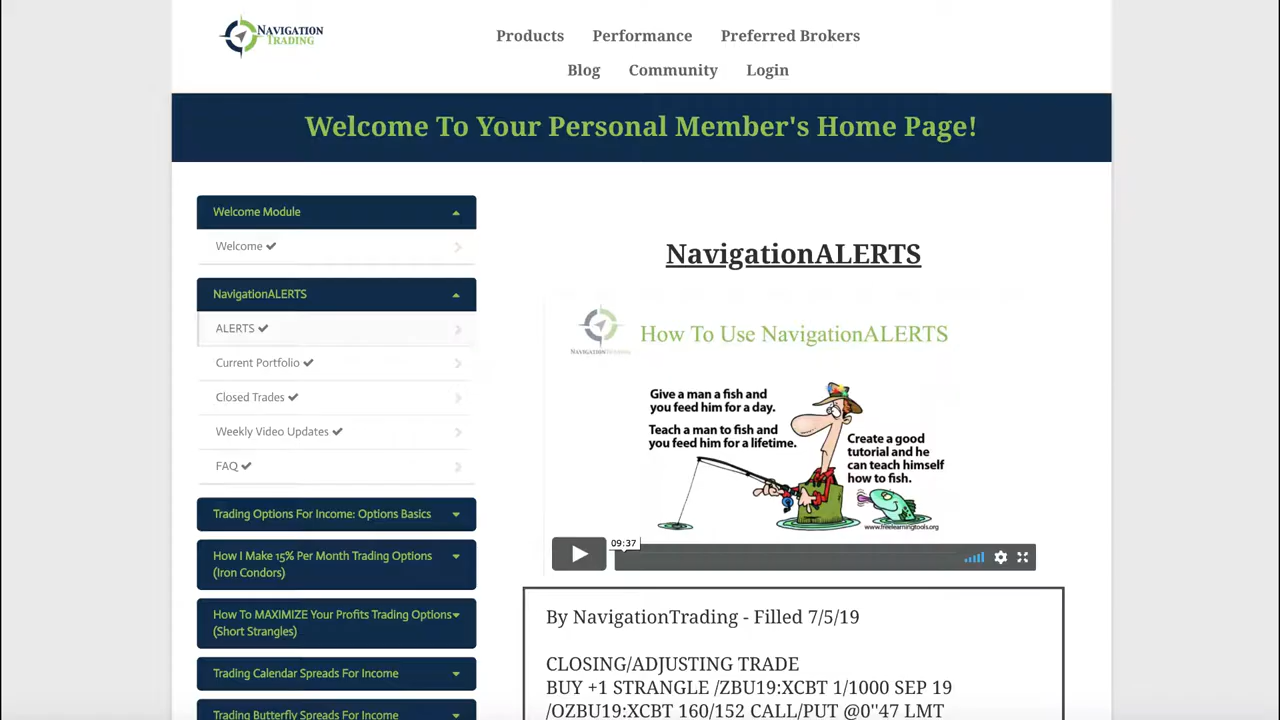 NAVIGATION
TRADING
Products
Performance
Preferred Brokers
Blog
Community
Login
Welcome To Your Personal Member's Home Page!
Welcome Module
Welcome
NavigationALERTS
ALERTS
Current Portfolio
Closed Trades
Weekly Video Updates
FAQ
Trading Options For Income: Options Basics
How I Make 15% Per Month Trading Options
(Iron Condors)
How To MAXIMIZE Your Profits Trading Options
(Short Strangles)
Trading Calendar Spreads For Income
Trading Butterfly Spreads For Income
NavigationALERTS
NAVIGATION TRADING
How To Use NavigationALERTS
Give a man a fish and
you feed him for a day.
Teach a man to fish and
you feed him for a lifetime.
Create a good
tutorial and he
can teach himself
how to fish.
www.freelearningtools.org
09:37
By NavigationTrading - Filled 7/5/19
CLOSING/ADJUSTING TRADE
BUY +1 STRANGLE /ZBU19:XCBT 1/1000 SEP 19
/OZBU19:XCBT 160/152 CALL/PUT @0"47 LMT